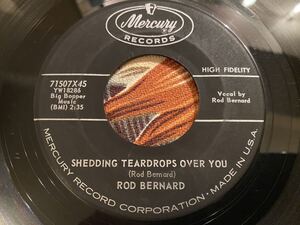 Mercury
RECORDS
71507X45
YW18286
Big Bopper
Music
(BMI) 2:35
HIGH FIDELITY
Vocal by
Rod Bernard
SHEDDING TEARDROPS OVER YOU
(Rod Bernard)
ROD BERNARD
MERCURY RECORD CORPORATION • MADE IN U.S.A.